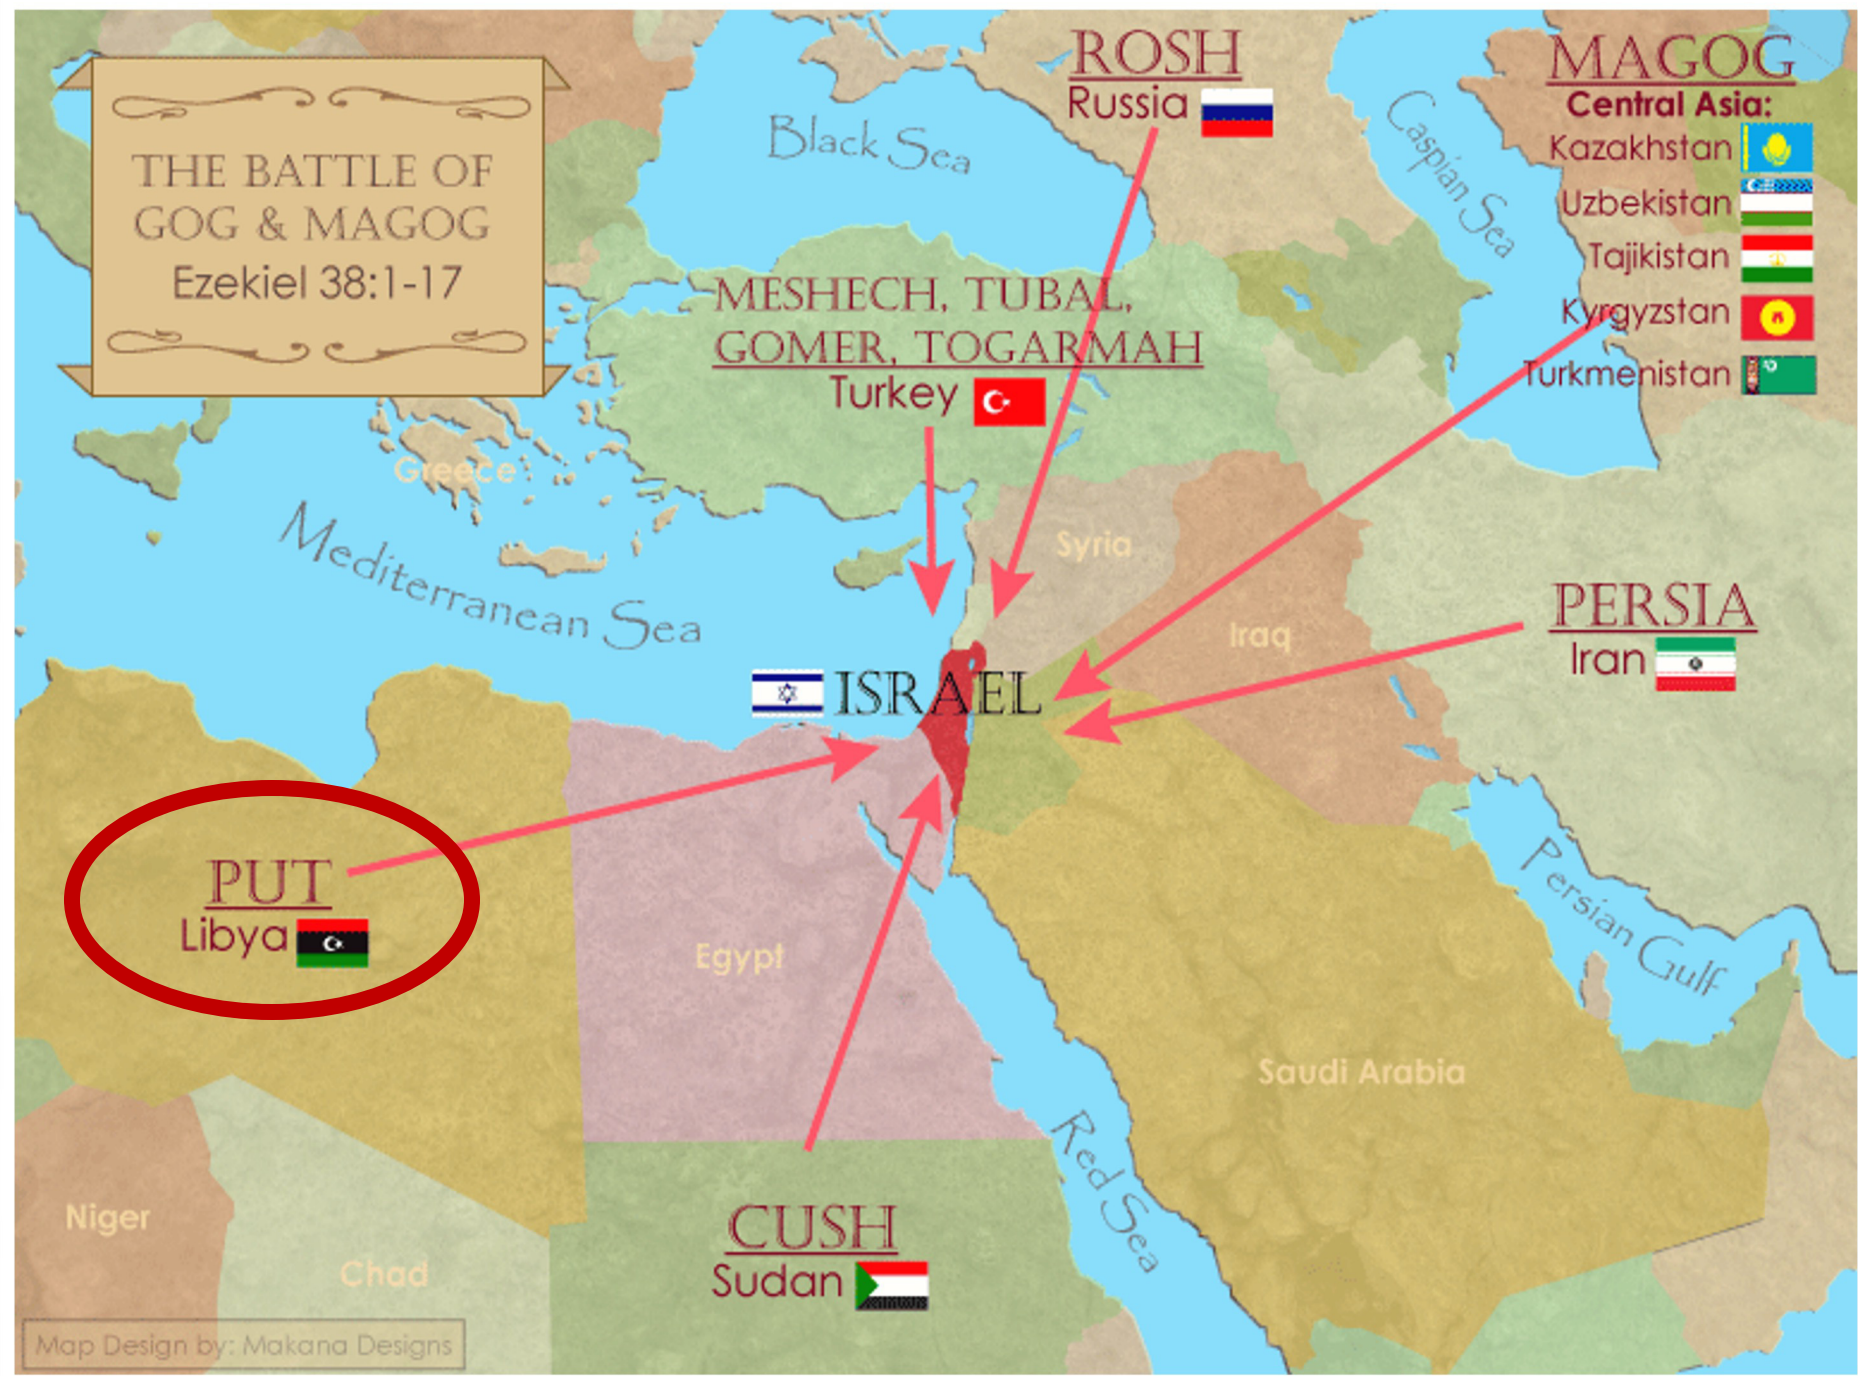 THE BATTLE OF
GOG & MAGOG
Ezekiel 38:1-17
ROSH
Russia
MAGOG
Central Asia:
Kazakhstan
Uzbekistan
Tajikistan
Kyrgyzstan
Turkmenistan
Black Sea
Caspian Sea
MESHECH, TUBAL,
GOMER, TOGARMAH
Turkey
Greece
Mediterranean Sea
Syria
Iraq
PERSIA
Iran
ISRAEL
PUT
Libya
Egypt
Persian Gulf
Saudi Arabia
Red Sea
Niger
Chad
CUSH
Sudan
Map Design by: Makana Designs